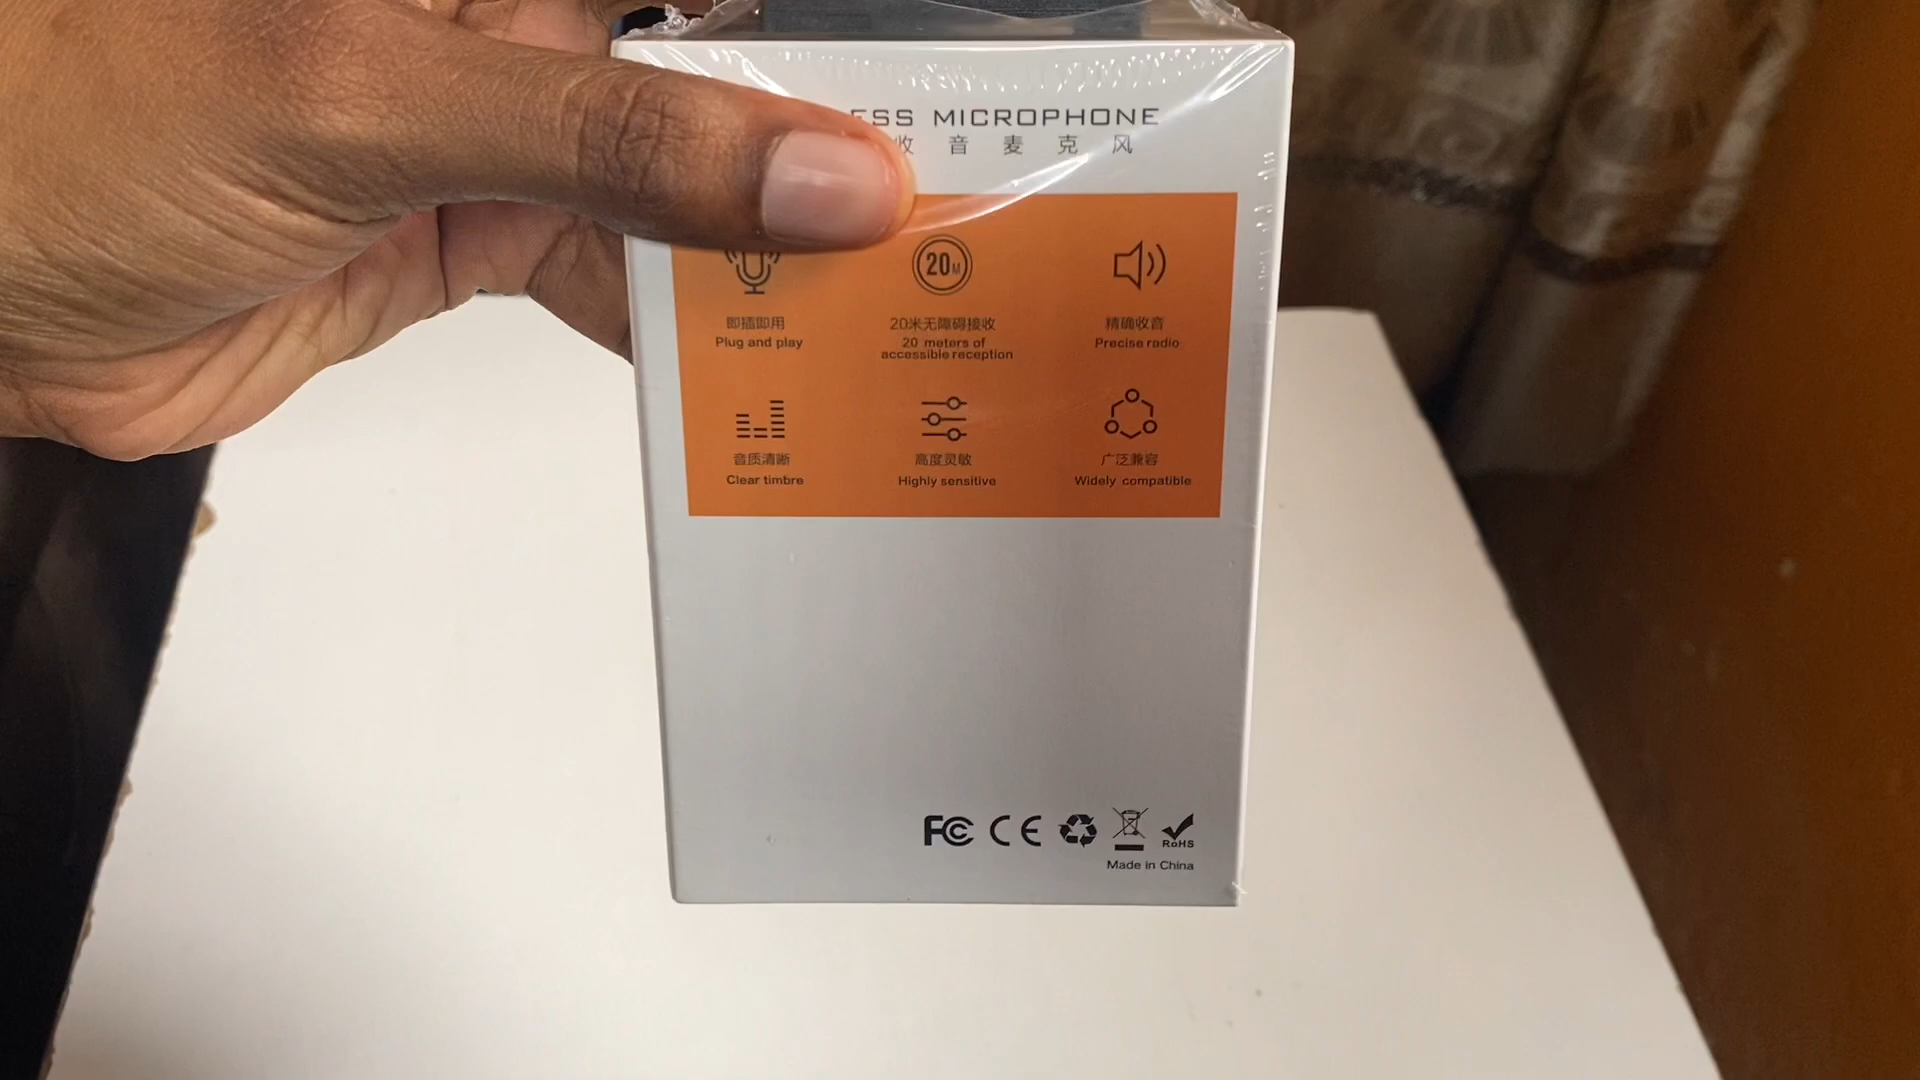 ESS MICROPHONE
收音麦克风
20M
即插即用
Plug and play
20米无障碍接收
20 meters of
accessible reception
精确收音
Precise radio
音质清晰
Clear timbre
高度灵敏
Highly sensitive
广泛兼容
Widely compatible
FC CE RoHS
Made in China